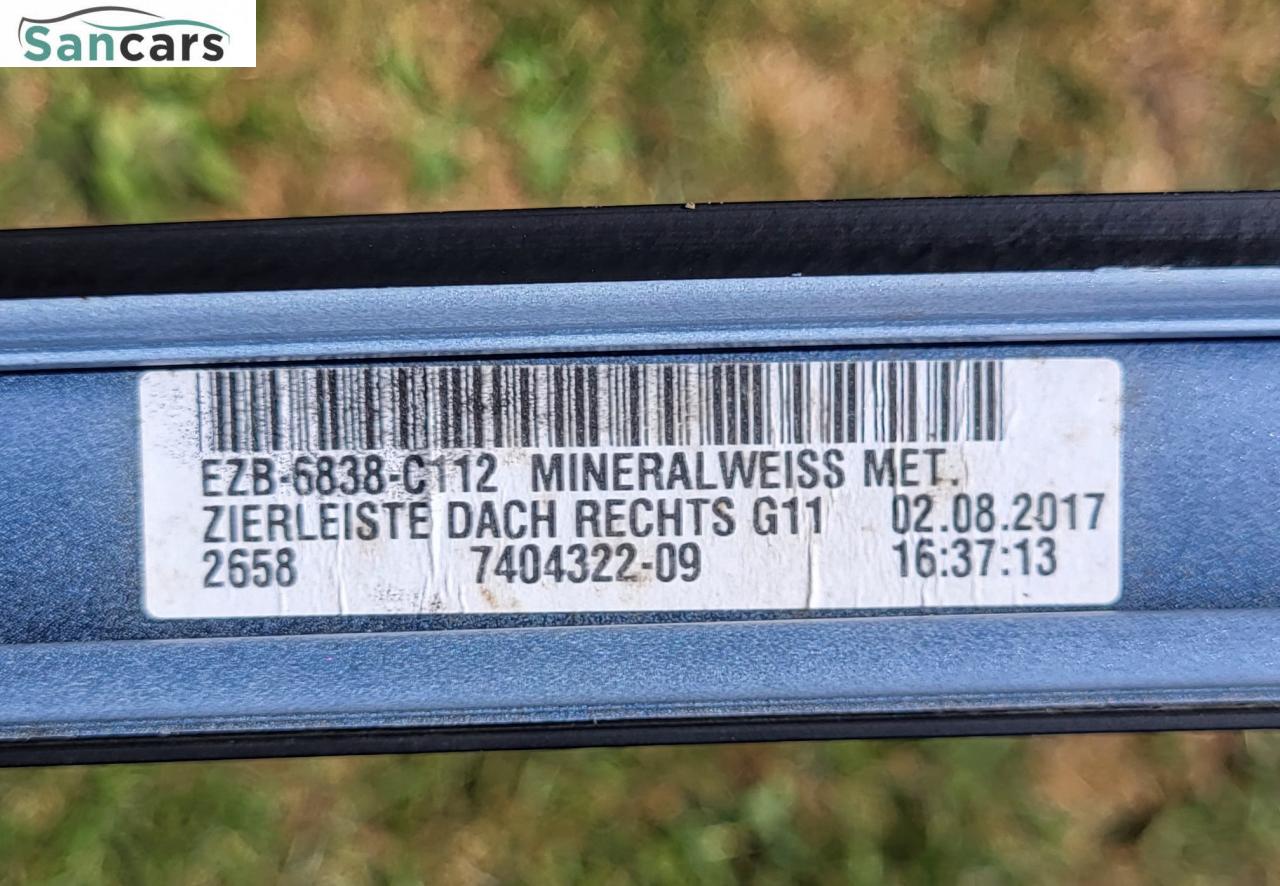 Sancars
EZB-6838-C112 MINERALWEISS MET.
ZIERLEISTE DACH RECHTS G11 02.08.2017
2658 7404322-09 16:37:13